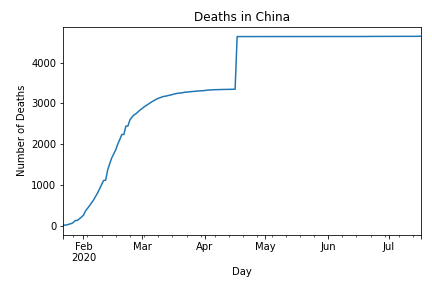 Deaths in China
Number of Deaths
4000
3000
2000
1000
0
Feb
2020
Mar
Apr
May
Jun
Jul
Day